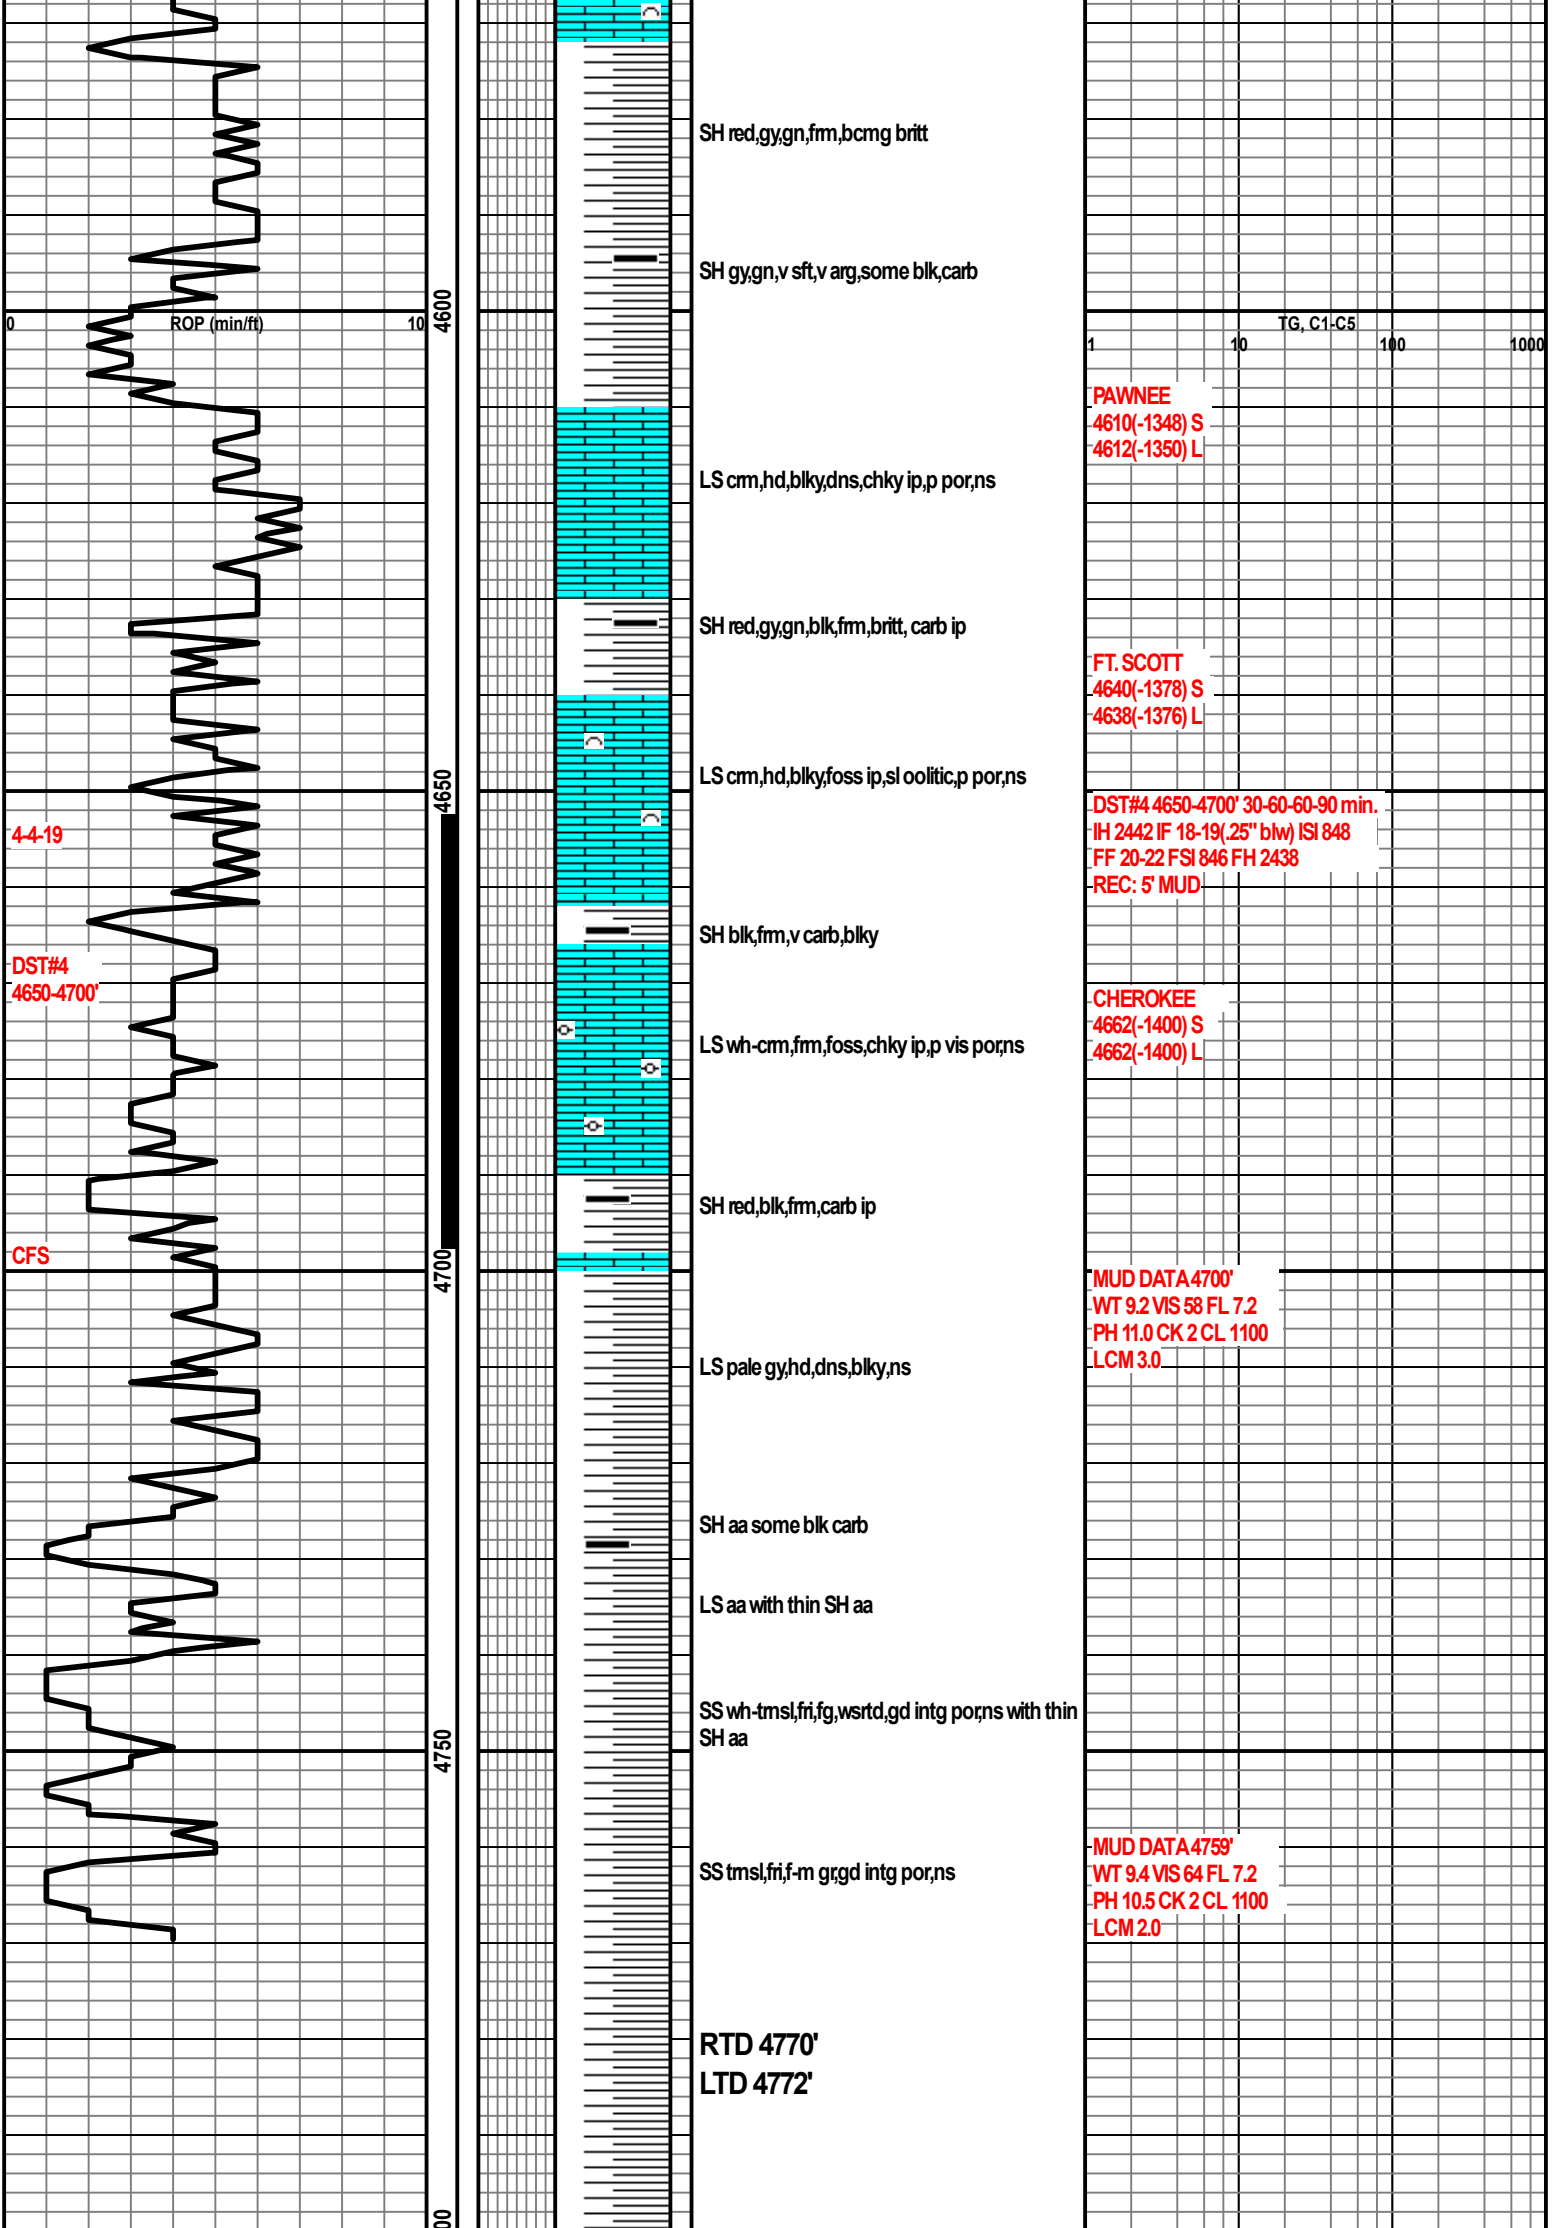 SH red,gy,gn,frm,bcmg britt
SH gy,gn,v sft,v arg,some blk,carb
4600
0 ROP (min/ft) 10
TG, C1-C5
1 10 100 1000
PAWNEE
4610(-1348) S
4612(-1350) L
LS crm,hd,blky,dns,chky ip,p por,ns
SH red,gy,gn,blk,frm,britt, carb ip
FT. SCOTT
4640(-1378) S
4638(-1376) L
LS crm,hd,blky,foss ip,sl oolitic,p por,ns
4650
DST#4 4650-4700' 30-60-60-90 min.
IH 2442 IF 18-19(.25" blw) ISI 848
FF 20-22 FSI 846 FH 2438
REC: 5' MUD
4-4-19
SH blk,frm,v carb,blky
DST#4
4650-4700'
CHEROKEE
4662(-1400) S
4662(-1400) L
LS wh-crm,frm,foss,chky ip,p vis por,ns
SH red,blk,frm,carb ip
CFS
4700
MUD DATA 4700'
WT 9.2 VIS 58 FL 7.2
PH 11.0 CK 2 CL 1100
LCM 3.0
LS pale gy,hd,dns,blky,ns
SH aa some blk carb
LS aa with thin SH aa
SS wh-trnsl,fri,fg,wsrtd,gd intg por,ns with thin
SH aa
4750
MUD DATA 4759'
WT 9.4 VIS 64 FL 7.2
PH 10.5 CK 2 CL 1100
LCM 2.0
SS trnsl,fri,f-m gr,gd intg por,ns
RTD 4770'
LTD 4772'